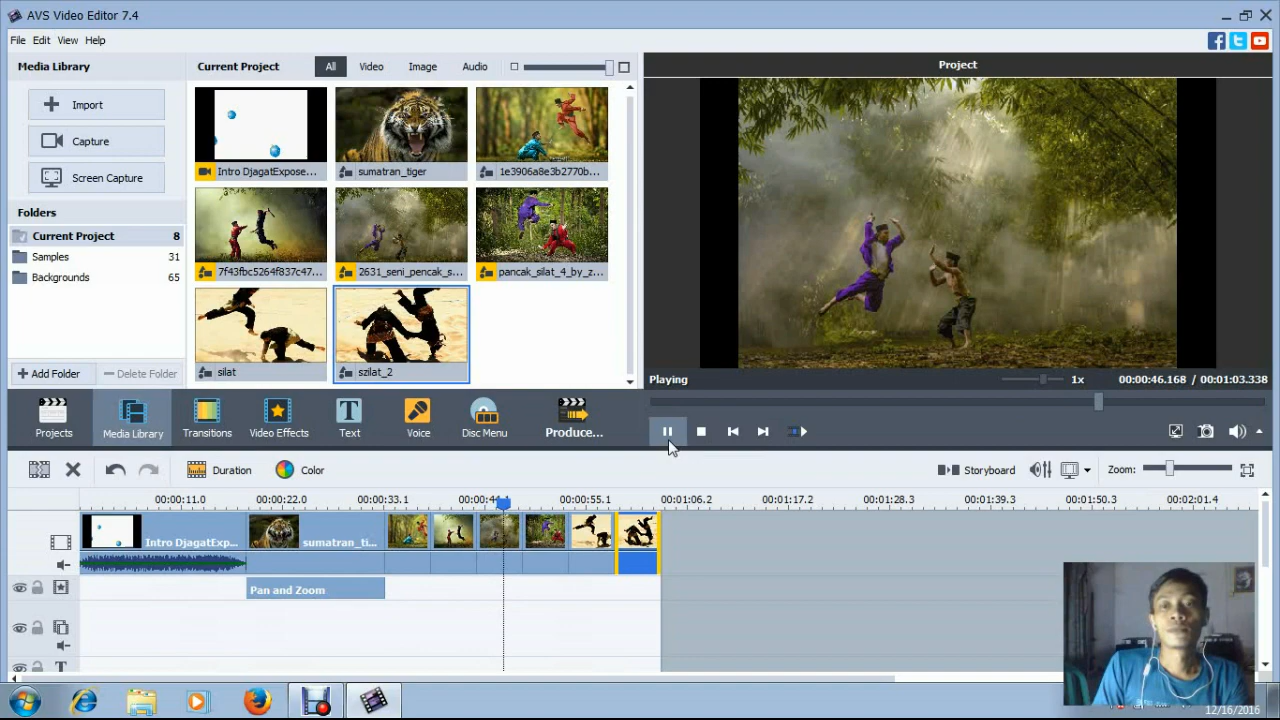 AVS Video Editor 7.4
File Edit View Help
Media Library
Current Project
All
Video
Image
Audio
Project
Import
Capture
Screen Capture
Intro DjagatExpose...
sumatran_tiger
1e3906a8e3b2770b...
Folders
Current Project 8
Samples 31
Backgrounds 65
7f43fbc5264f837c47...
2631_seni_pencak_s...
pancak_silat_4_by_z...
silat
szilat_2
Add Folder
Delete Folder
Playing
1x
00:00:46.168 / 00:01:03.338
Projects
Media Library
Transitions
Video Effects
Text
Voice
Disc Menu
Produce...
Duration
Color
Storyboard
Zoom:
00:00:11.0 00:00:22.0 00:00:33.1 00:00:44.1 00:00:55.1 00:01:06.2 00:01:17.2 00:01:28.3 00:01:39.3 00:01:50.3 00:02:01.4
Intro DjagatExp...
sumatran_ti...
Pan and Zoom
T
12/16/2016